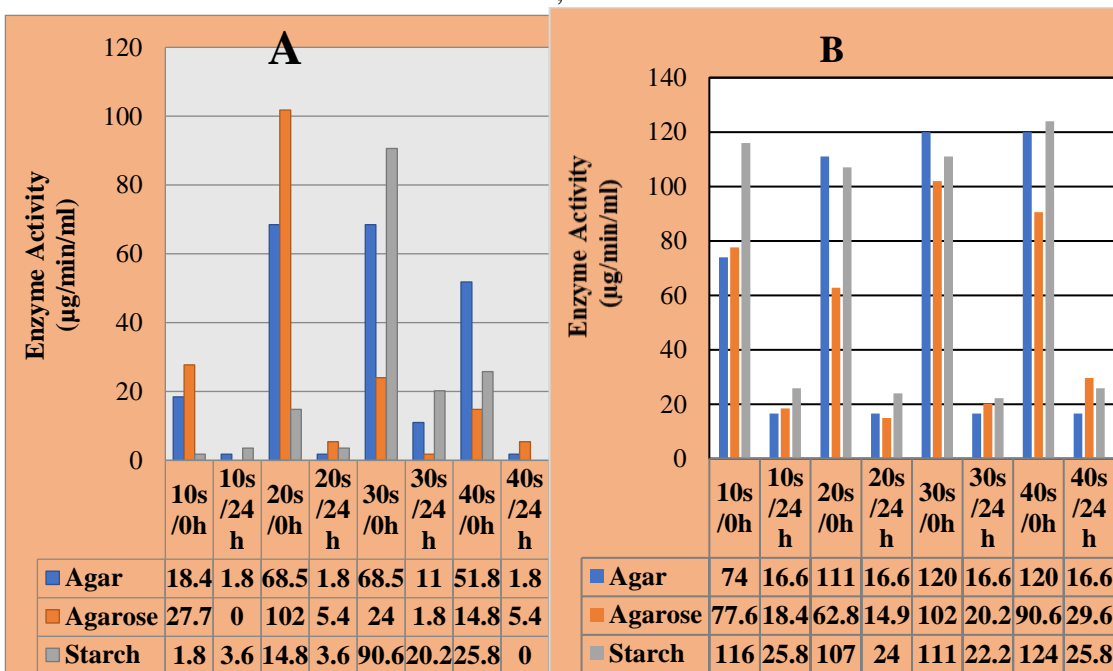 A
Enzyme Activity
(µg/min/ml)
120
100
80
60
40
20
0
10s /0h 10s /24 h 20s /0h 20s /24 h 30s /0h 30s /24 h 40s /0h 40s /24 h
Agar 18.4 1.8 68.5 1.8 68.5 11 51.8 1.8
Agarose 27.7 0 102 5.4 24 1.8 14.8 5.4
Starch 1.8 3.6 14.8 3.6 90.6 20.2 25.8 0
B
Enzyme Activity
(µg/min/ml)
140
120
100
80
60
40
20
0
10s /0h 10s /24 h 20s /0h 20s /24 h 30s /0h 30s /24 h 40s /0h 40s /24 h
Agar 74 16.6 111 16.6 120 16.6 120 16.6
Agarose 77.6 18.4 62.8 14.9 102 20.2 90.6 29.6
Starch 116 25.8 107 24 111 22.2 124 25.8